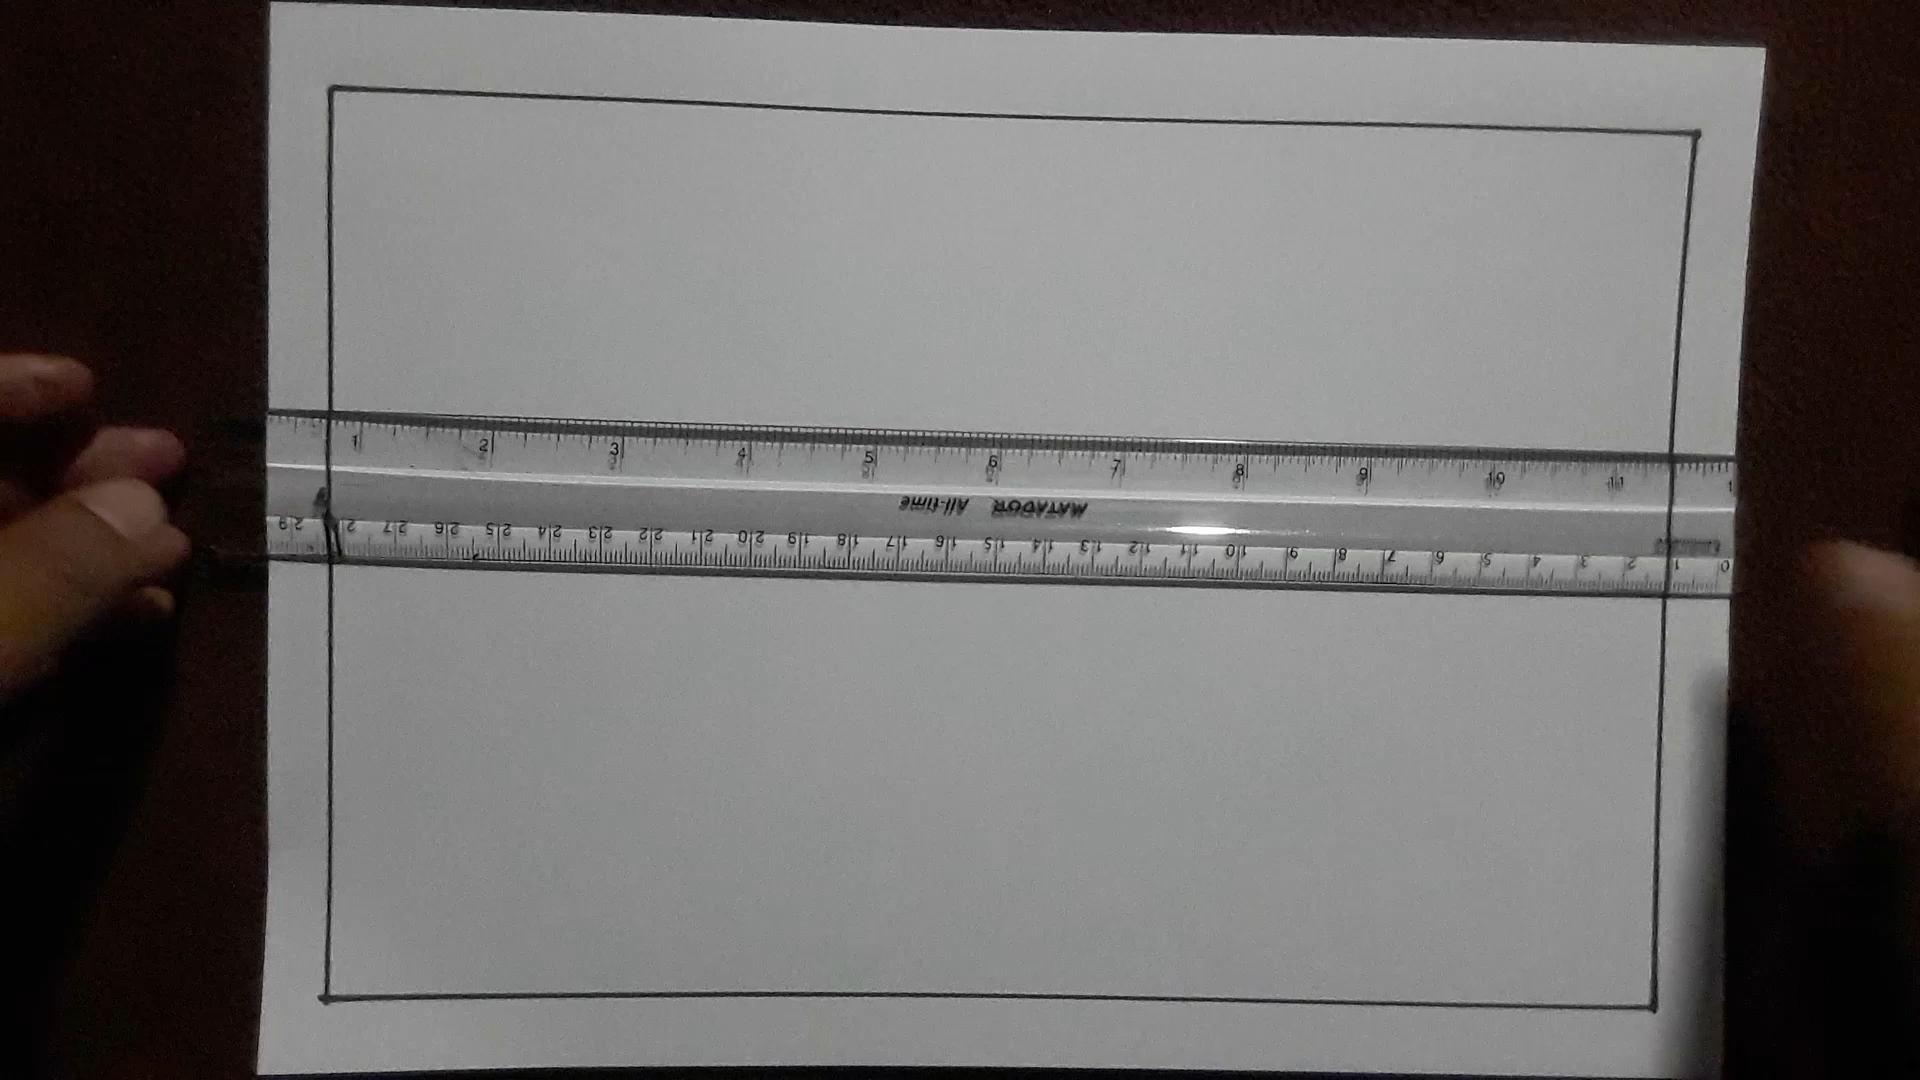 1 2 3 4 5 6 7 8 9 10 11 1
MATADOR All-time
29 2 27 26 25 24 23 22 21 20 19 18 17 16 15 14 13 12 11 10 9 8 7 6 5 4 3 2 1 0